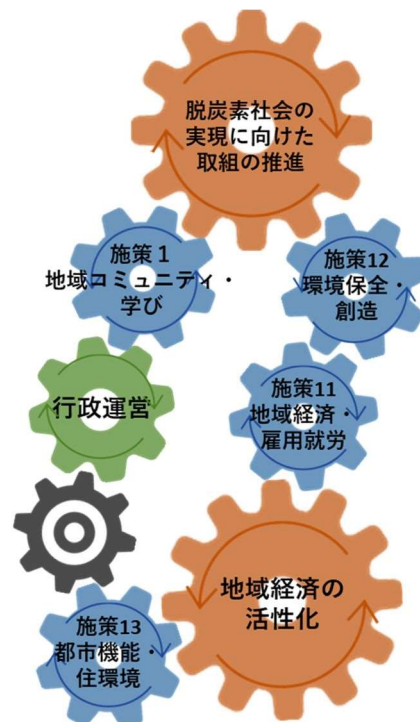 脱炭素社会の
実現に向けた
取組の推進
施策１
地域コミュニティ・
学び
施策12
環境保全・
創造
行政運営
施策11
地域経済・
雇用就労
地域経済の
活性化
施策13
都市機能・
住環境